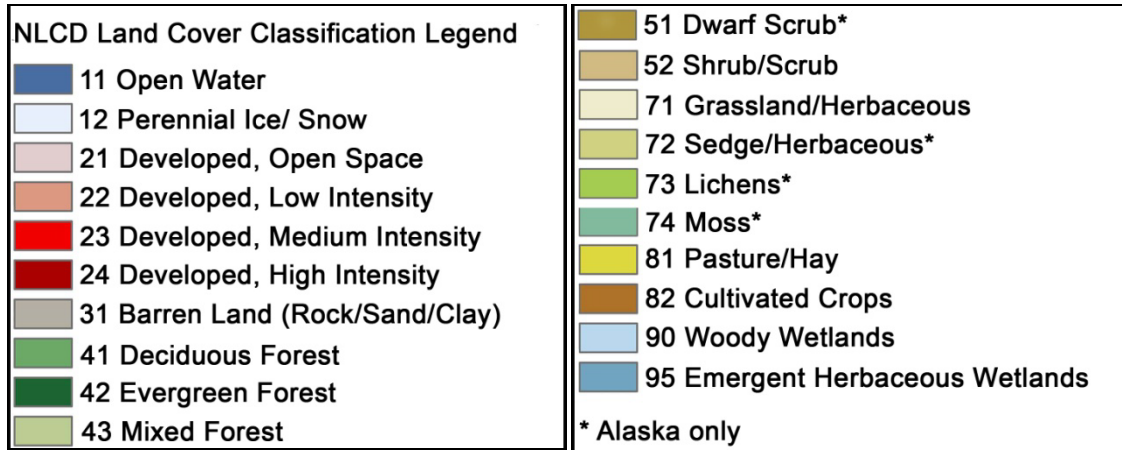 NLCD Land Cover Classification Legend
11 Open Water
12 Perennial Ice/ Snow
21 Developed, Open Space
22 Developed, Low Intensity
23 Developed, Medium Intensity
24 Developed, High Intensity
31 Barren Land (Rock/Sand/Clay)
41 Deciduous Forest
42 Evergreen Forest
43 Mixed Forest
51 Dwarf Scrub*
52 Shrub/Scrub
71 Grassland/Herbaceous
72 Sedge/Herbaceous*
73 Lichens*
74 Moss*
81 Pasture/Hay
82 Cultivated Crops
90 Woody Wetlands
95 Emergent Herbaceous Wetlands
* Alaska only